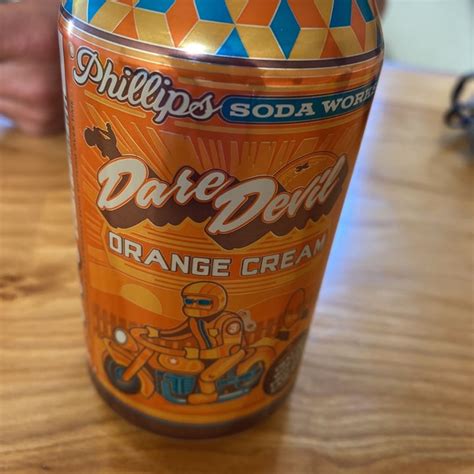 Phillips SODA WORKS
Dare Devil
ORANGE CREAM